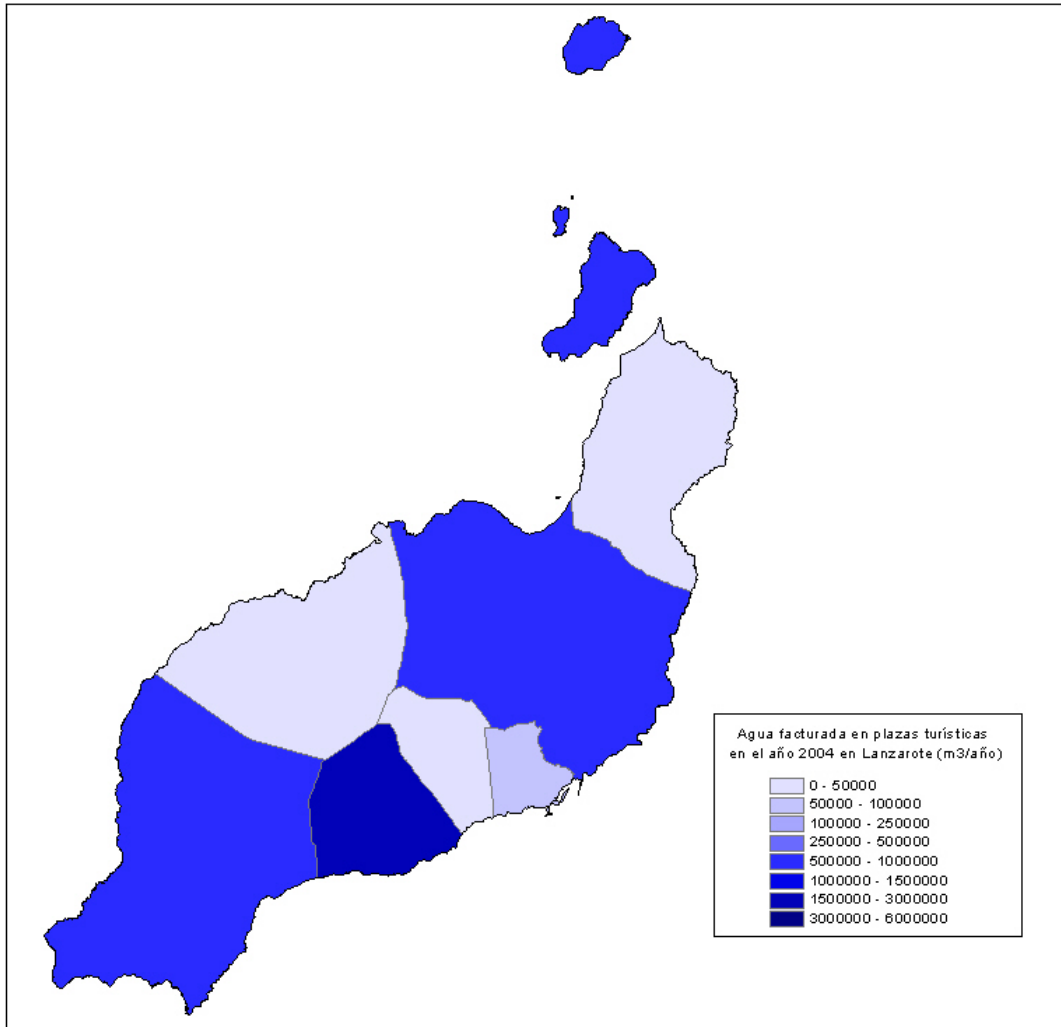 Agua facturada en plazas turísticas
en el año 2004 en Lanzarote (m3/año)
0 - 50000
50000 - 100000
100000 - 250000
250000 - 500000
500000 - 1000000
1000000 - 1500000
1500000 - 3000000
3000000 - 6000000